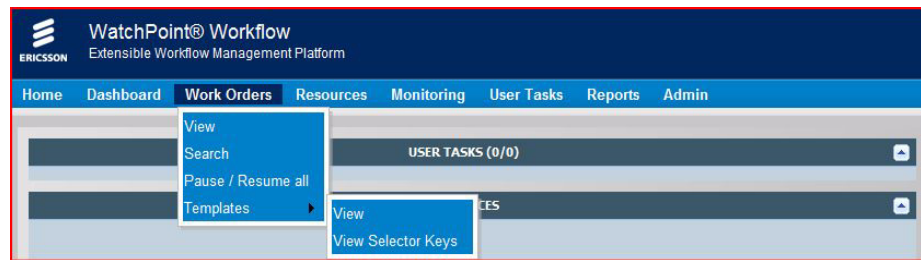 WatchPoint® Workflow
Extensible Workflow Management Platform
ERICSSON
Home Dashboard Work Orders Resources Monitoring User Tasks Reports Admin
View
Search
Pause / Resume all
Templates
USER TASKS (0/0)
View
View Selector Keys